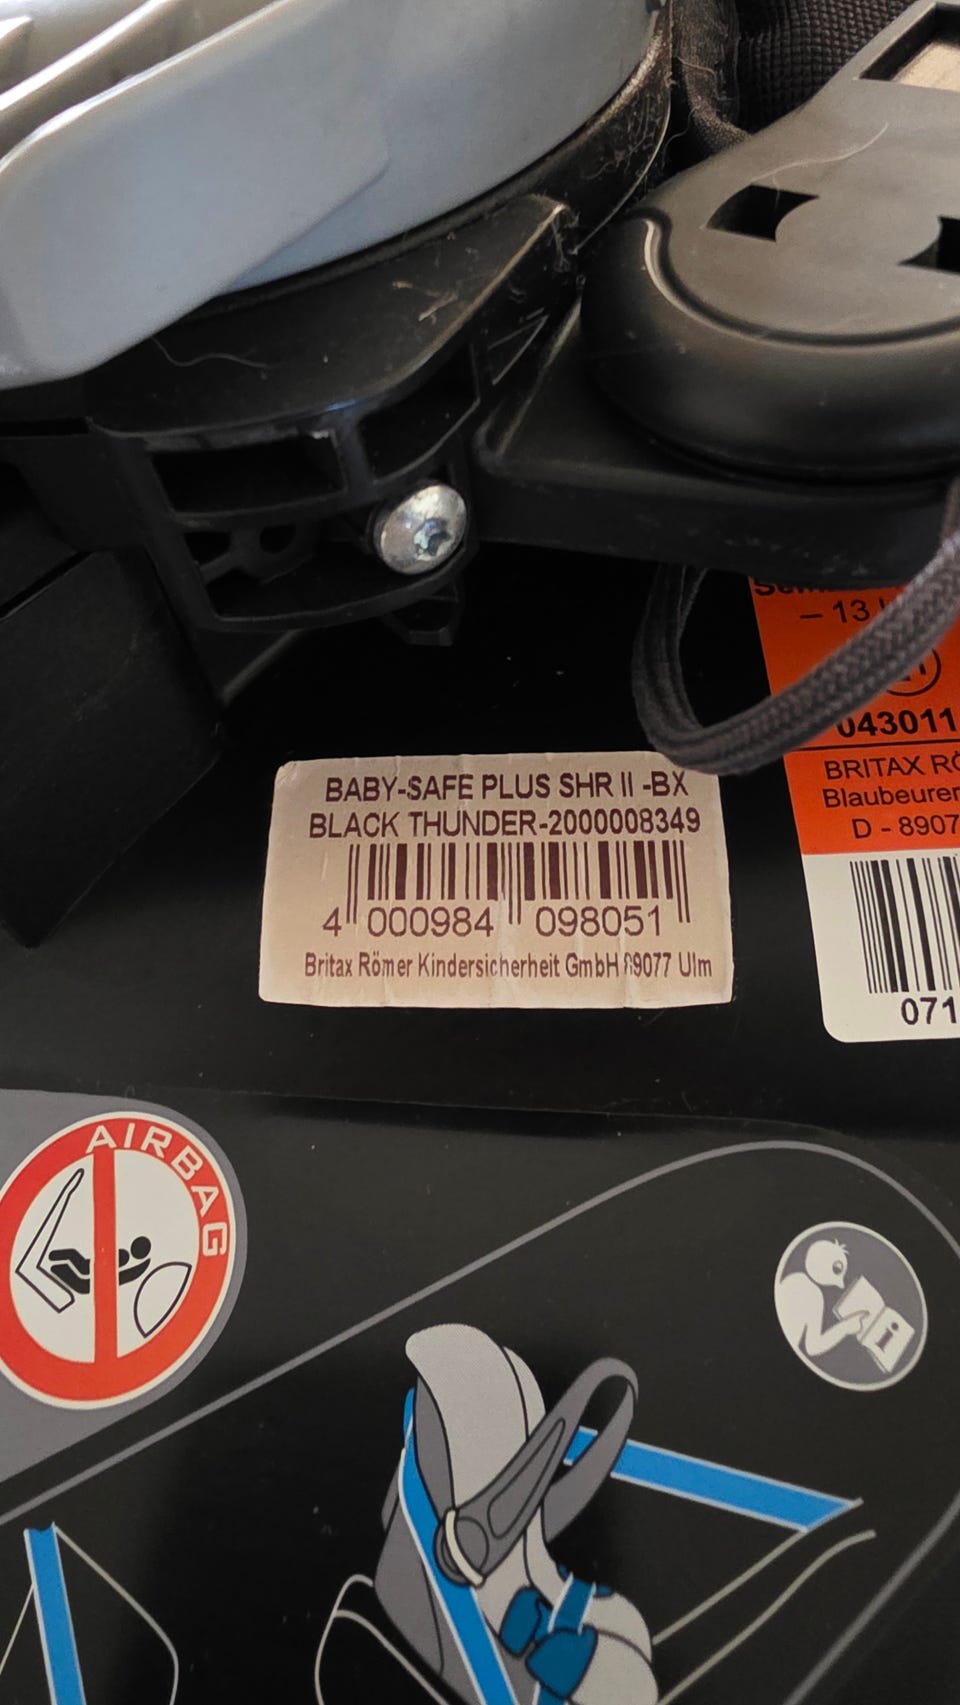 – 13
043011
BRITAX RÖ
Blaubeuren
D - 8907
071
BABY-SAFE PLUS SHR II -BX
BLACK THUNDER-2000008349
4 000984 098051
Britax Römer Kindersicherheit GmbH 89077 Ulm
AIRBAG
i